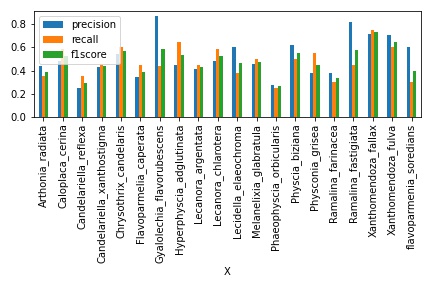 0.8
0.6
0.4
0.2
0.0
precision
recall
f1score
Arthonia_radiata
Caloplaca_cerina
Candelariella_reflexa
Candelariella_xanthostigma
Chrysothrix_candelaris
Flavoparmelia_caperata
Gyalolechia_flavorubescens
Hyperphyscia_adglutinata
Lecanora_argentata
Lecanora_chlarotera
Lecidella_elaeochroma
Melanelixia_glabratula
Phaeophyscia_orbicularis
Physcia_biziana
Physconia_grisea
Ramalina_farinacea
Ramalina_fastigiata
Xanthomendoza_fallax
Xanthomendoza_fulva
flavoparmenia_soredians
X